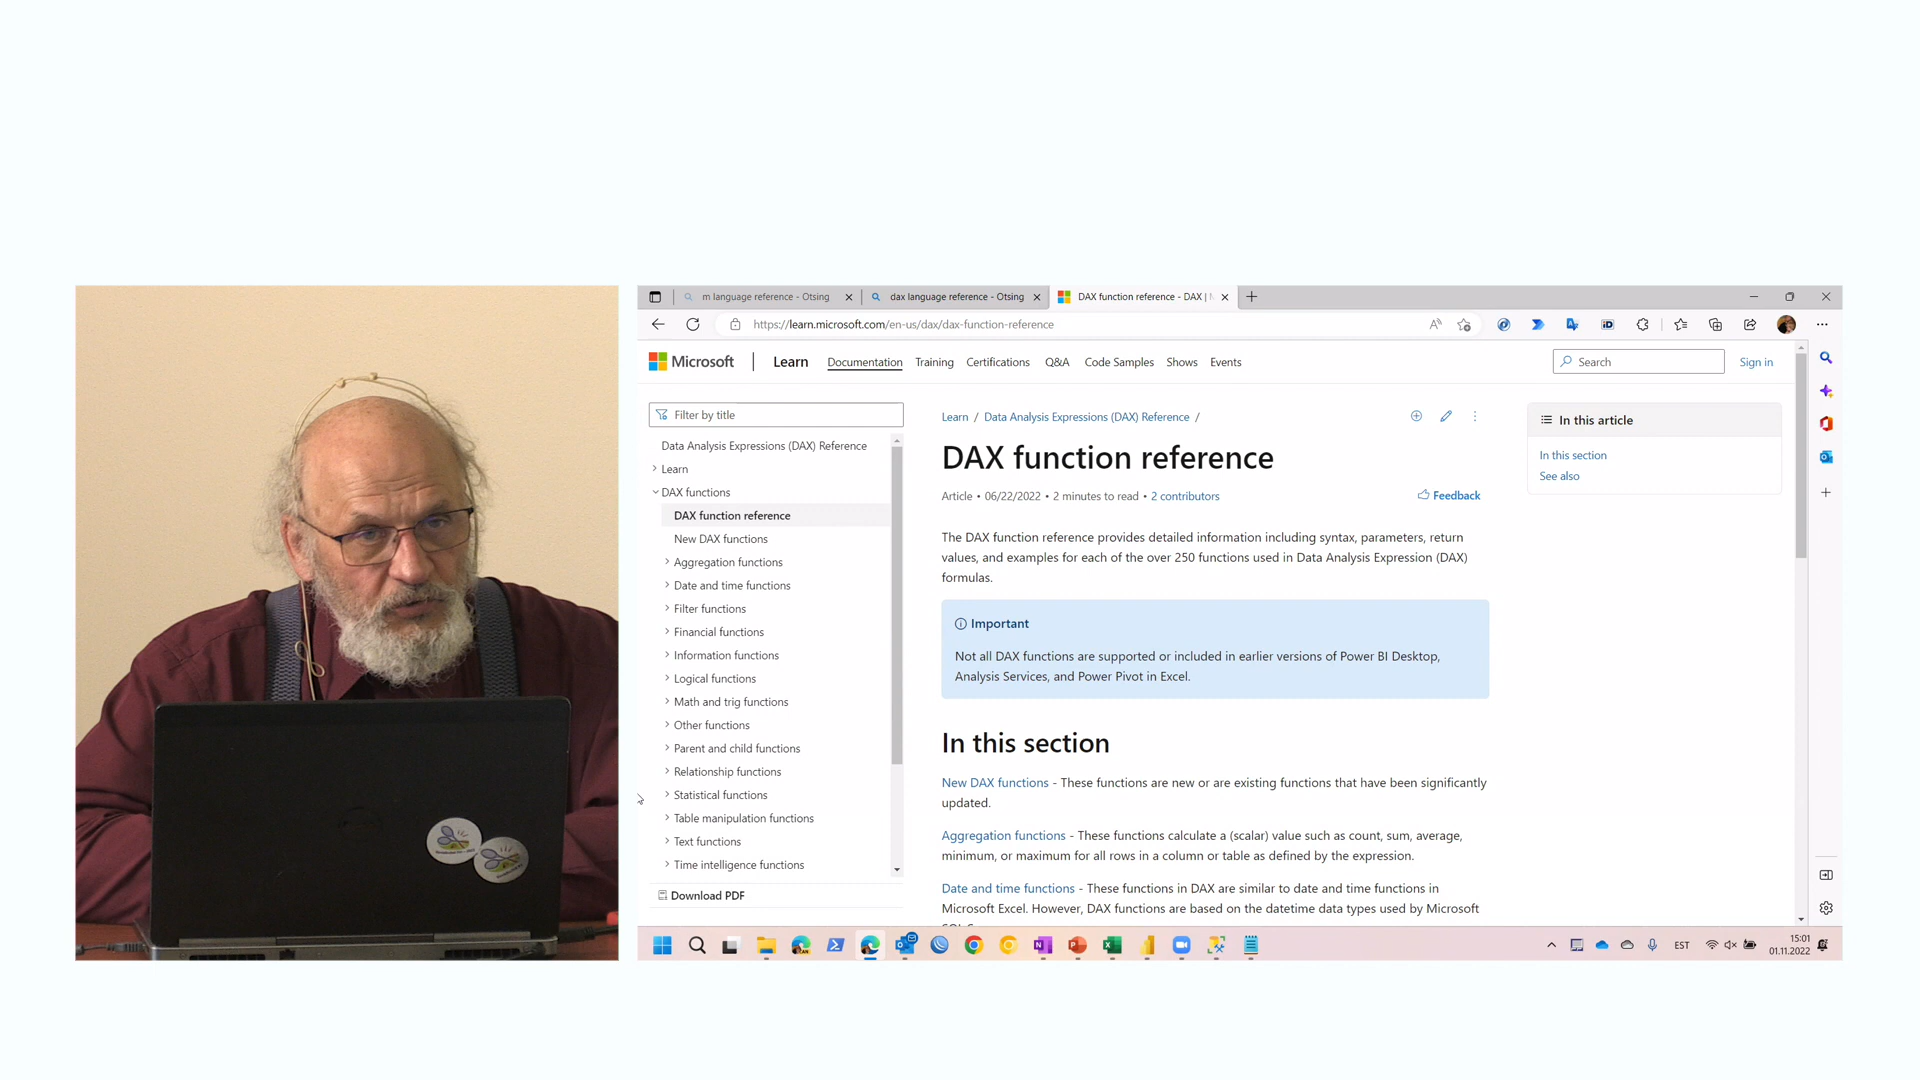 m language reference - Otsing
dax language reference - Otsing
DAX function reference - DAX |
https://learn.microsoft.com/en-us/dax/dax-function-reference
Microsoft
Learn
Documentation
Training
Certifications
Q&A
Code Samples
Shows
Events
Search
Sign in
Filter by title
Data Analysis Expressions (DAX) Reference
Learn
DAX functions
DAX function reference
New DAX functions
Aggregation functions
Date and time functions
Filter functions
Financial functions
Information functions
Logical functions
Math and trig functions
Other functions
Parent and child functions
Relationship functions
Statistical functions
Table manipulation functions
Text functions
Time intelligence functions
Download PDF
Learn / Data Analysis Expressions (DAX) Reference /
DAX function reference
Article • 06/22/2022 • 2 minutes to read • 2 contributors
Feedback
The DAX function reference provides detailed information including syntax, parameters, return
values, and examples for each of the over 250 functions used in Data Analysis Expression (DAX)
formulas.
Important
Not all DAX functions are supported or included in earlier versions of Power BI Desktop,
Analysis Services, and Power Pivot in Excel.
In this section
New DAX functions - These functions are new or are existing functions that have been significantly
updated.
Aggregation functions - These functions calculate a (scalar) value such as count, sum, average,
minimum, or maximum for all rows in a column or table as defined by the expression.
Date and time functions - These functions in DAX are similar to date and time functions in
Microsoft Excel. However, DAX functions are based on the datetime data types used by Microsoft
In this article
In this section
See also
EST
15:01
01.11.2022